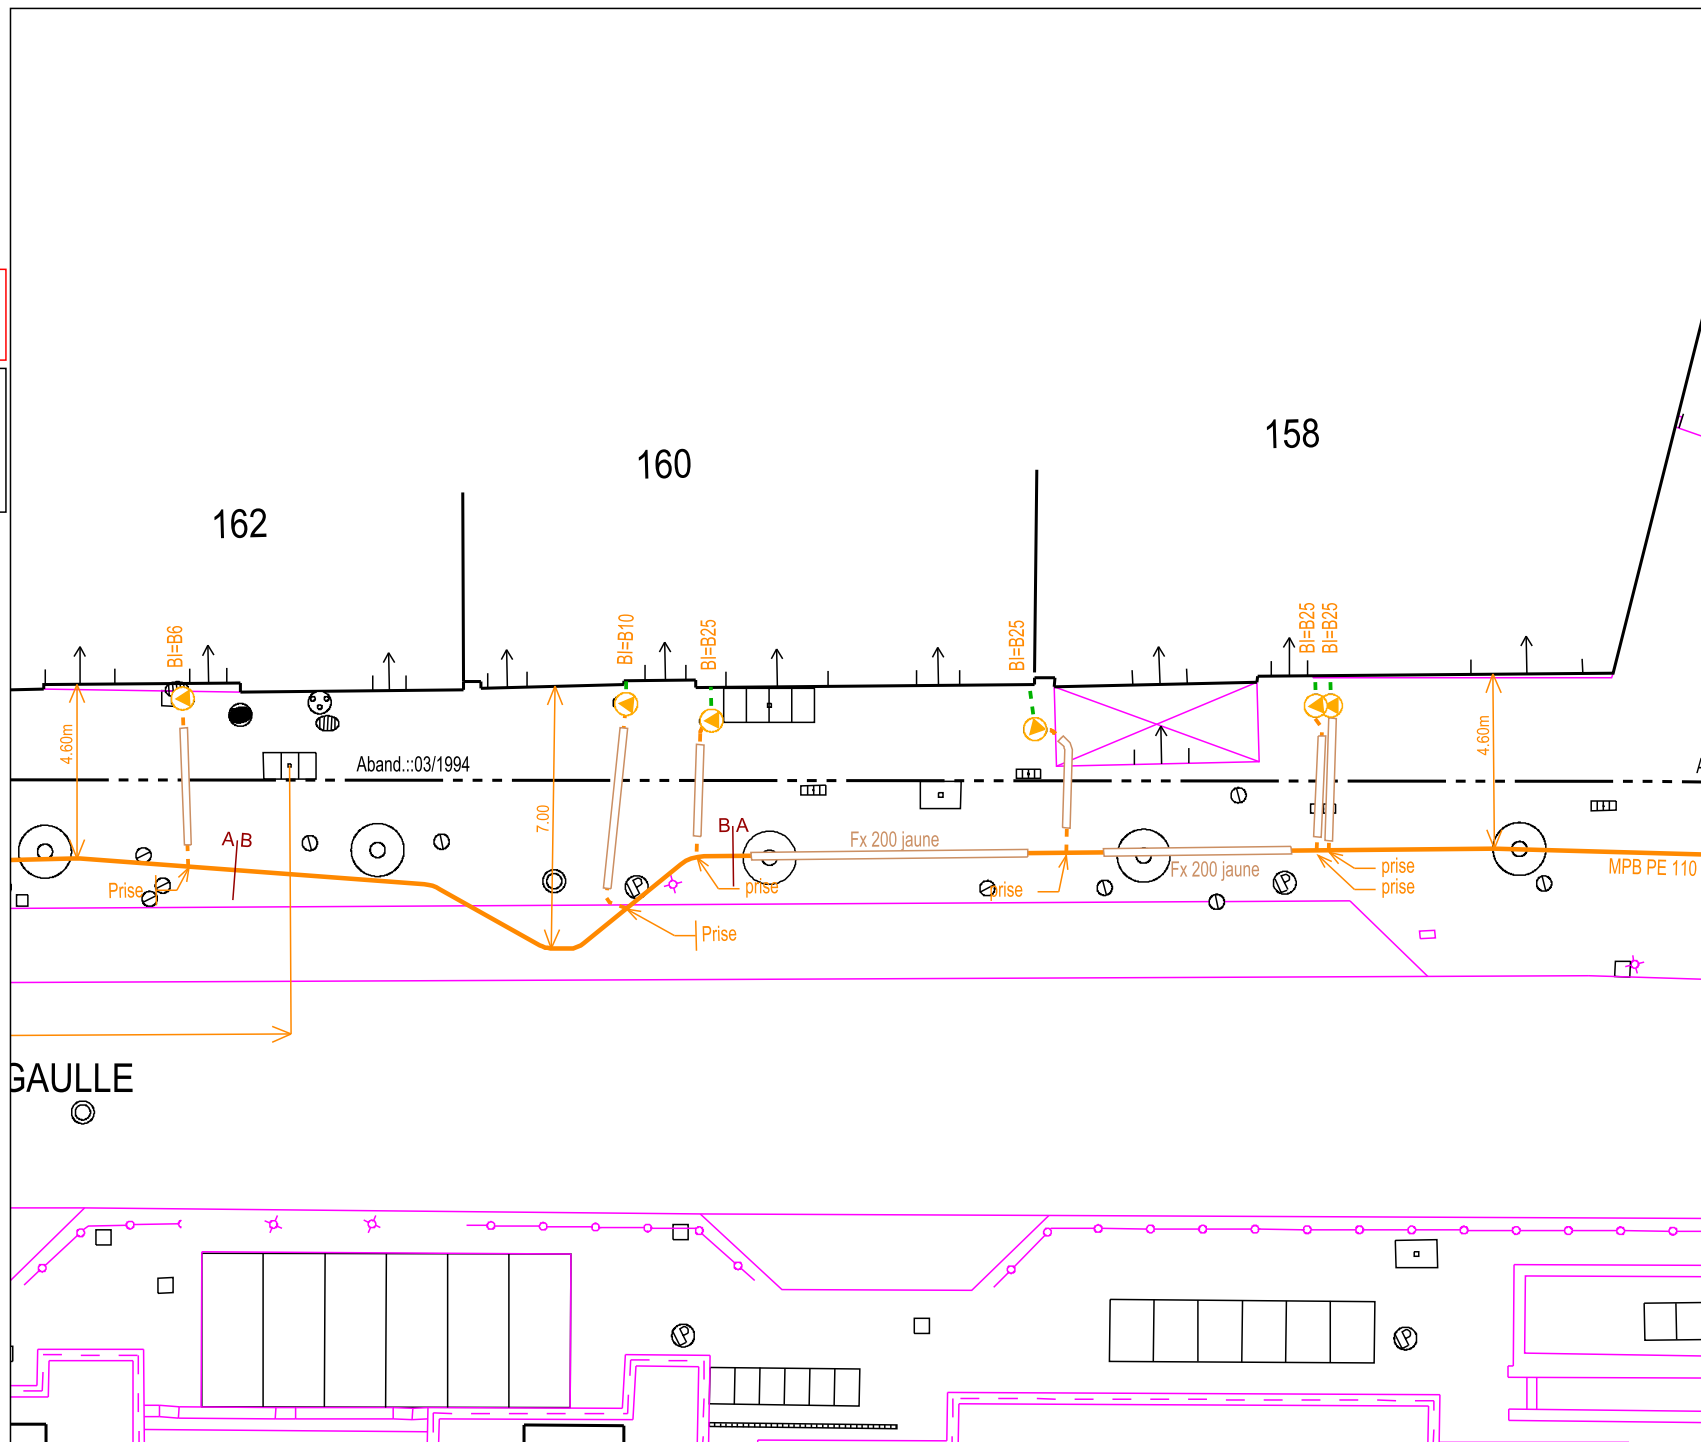 158
160
162
BI=B6
BI=B10
BI=B25
BI=B25
BI=B25
BI=B25
4.60m
7.00
4.60m
Aband.::03/1994
A
A B
B A
Fx 200 jaune
Fx 200 jaune
MPB PE 110
Prise
prise
prise
prise
prise
Prise
GAULLE
P
P
P
P